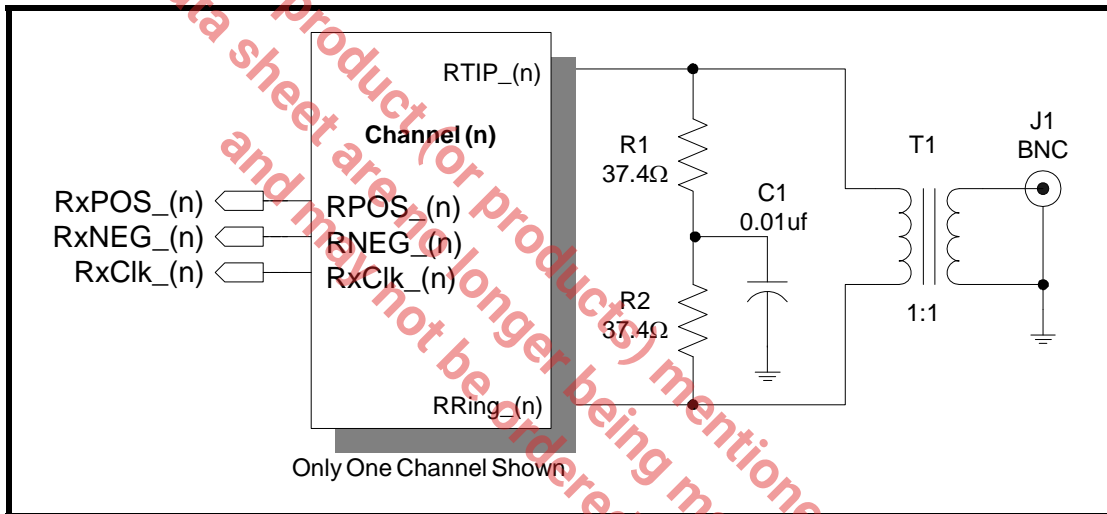 product (or products) mentione
ta sheet are no longer being m
and may not be ordered
RTIP_(n)
Channel (n)
RxPOS_(n)
RPOS_(n)
RxNEG_(n)
RNEG_(n)
RxClk_(n)
RxClk_(n)
RRing_(n)
Only One Channel Shown
R1
37.4Ω
C1
0.01uf
R2
37.4Ω
T1
1:1
J1
BNC